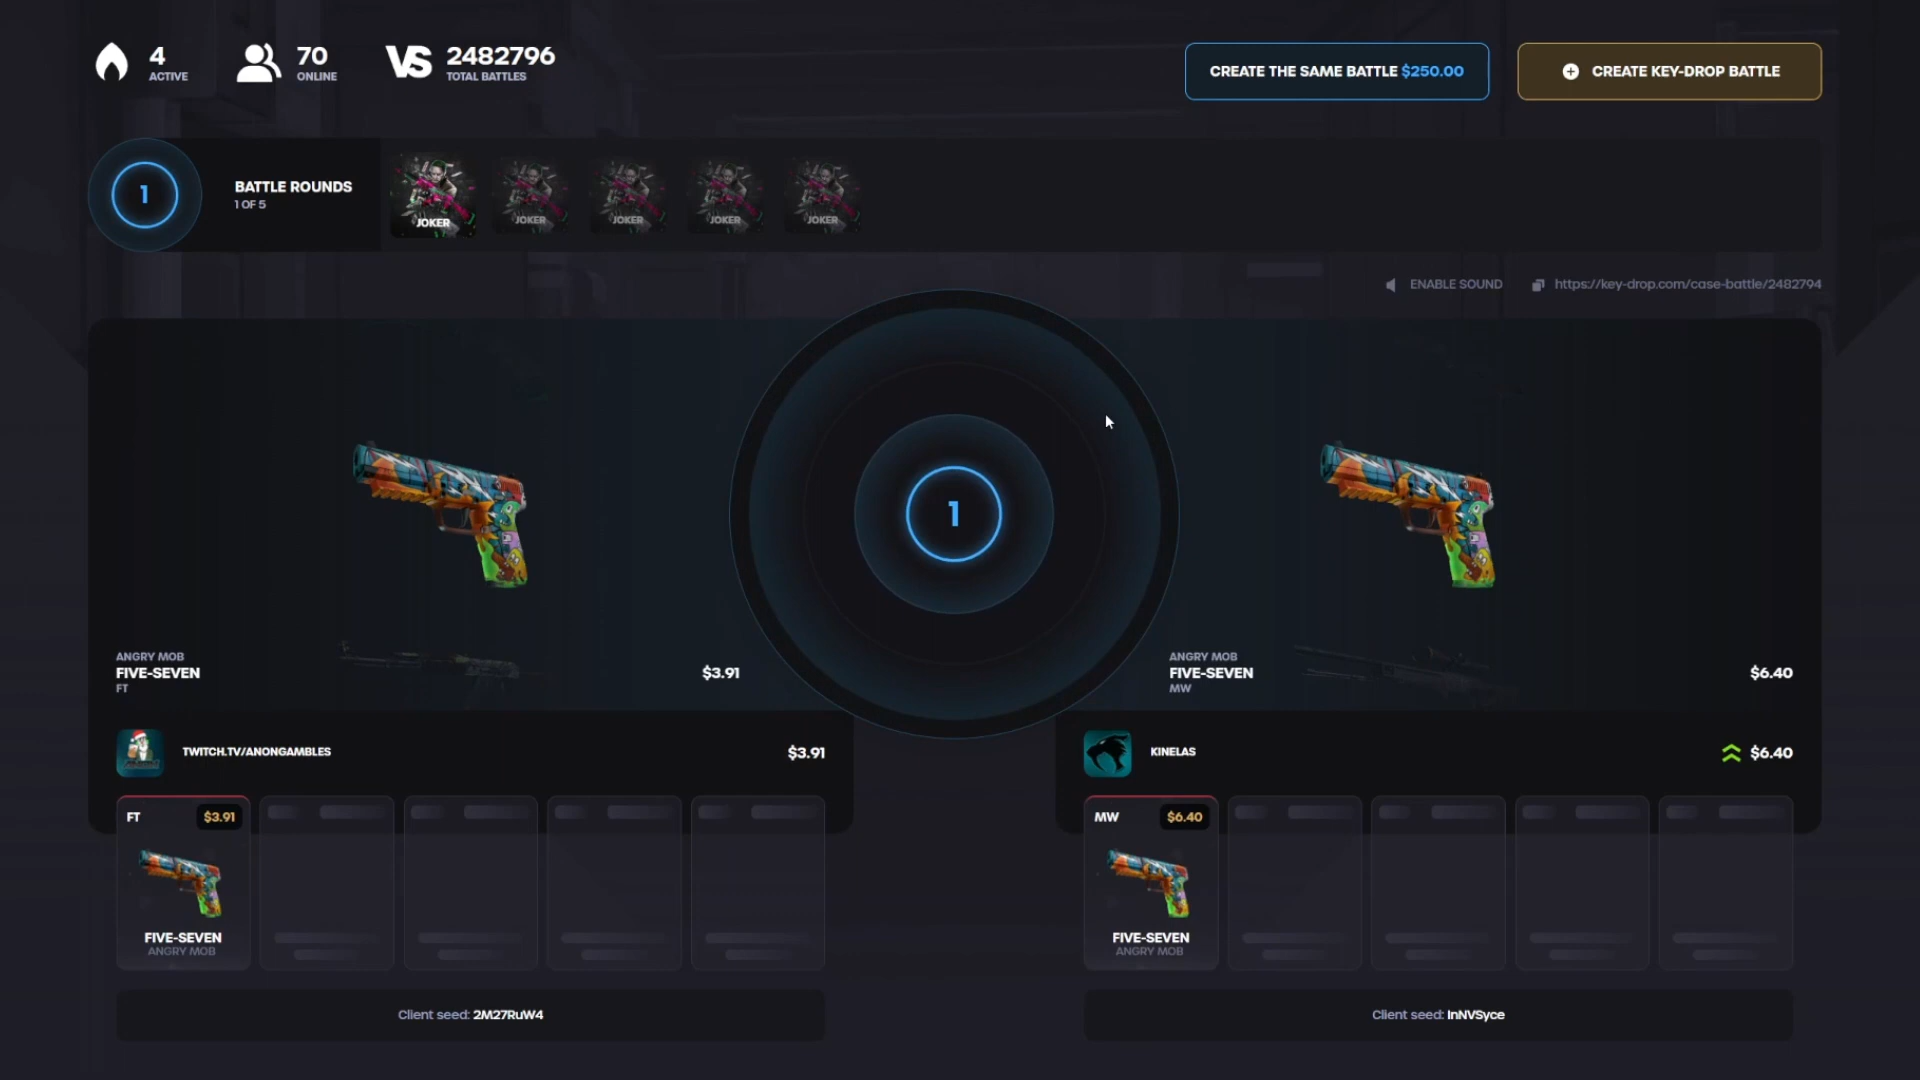 4
ACTIVE
70
ONLINE
VS
2482796
TOTAL BATTLES
CREATE THE SAME BATTLE $250.00
CREATE KEY-DROP BATTLE
1
BATTLE ROUNDS
1 OF 5
JOKER
JOKER
JOKER
JOKER
JOKER
ENABLE SOUND
https://key-drop.com/case-battle/2482794
1
ANGRY MOB
FIVE-SEVEN
FT
$3.91
ANGRY MOB
FIVE-SEVEN
MW
$6.40
TWITCH.TV/ANONGAMBLES
$3.91
KINELAS
$6.40
FT
$3.91
FIVE-SEVEN
ANGRY MOB
MW
$6.40
FIVE-SEVEN
ANGRY MOB
Client seed: 2M27RuW4
Client seed: InNVSyce